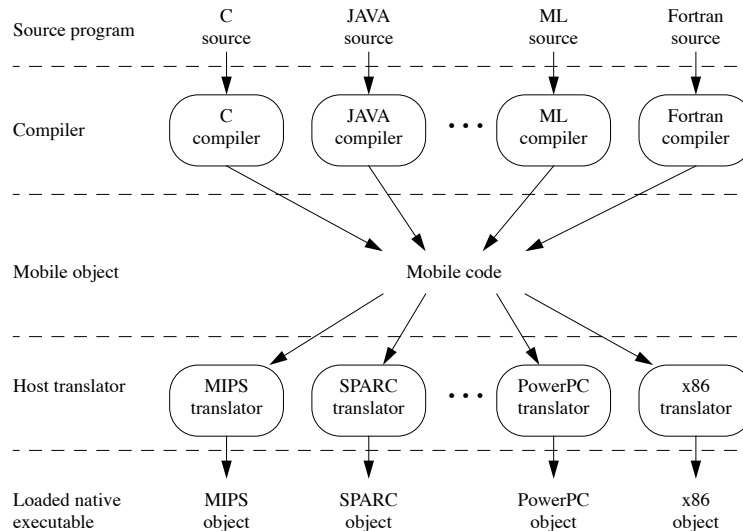 Source program
C
source
JAVA
source
ML
source
Fortran
source
Compiler
C
compiler
JAVA
compiler
• • •
ML
compiler
Fortran
compiler
Mobile object
Mobile code
Host translator
MIPS
translator
SPARC
translator
• • •
PowerPC
translator
x86
translator
Loaded native
executable
MIPS
object
SPARC
object
PowerPC
object
x86
object